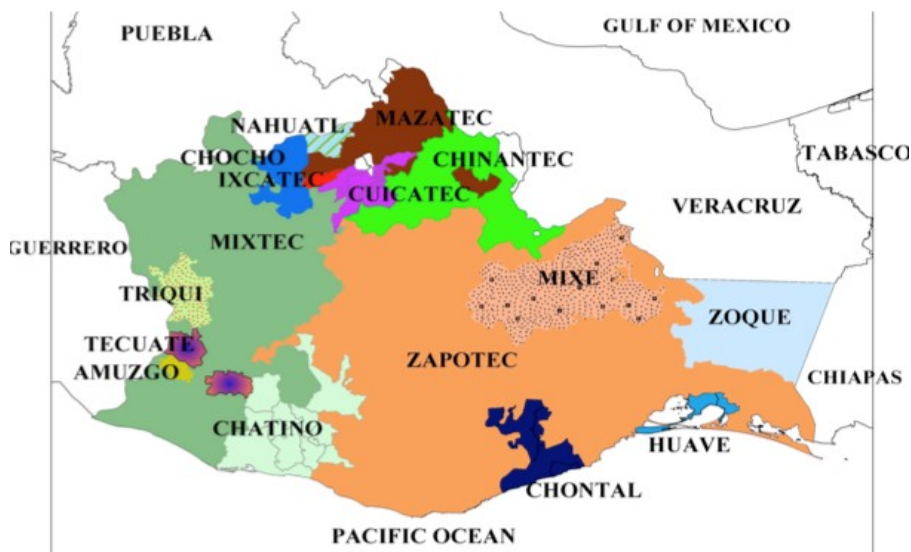 GULF OF MEXICO
PUEBLA
MAZATEC
NAHUATL
CHOCHO
CHINANTEC
TABASCO
IXCATEC
CUICATEC
VERACRUZ
MIXTEC
GUERRERO
MIXE
TRIQUI
ZOQUE
TECUATE
ZAPOTEC
AMUZGO
CHIAPAS
CHATINO
HUAVE
CHONTAL
PACIFIC OCEAN